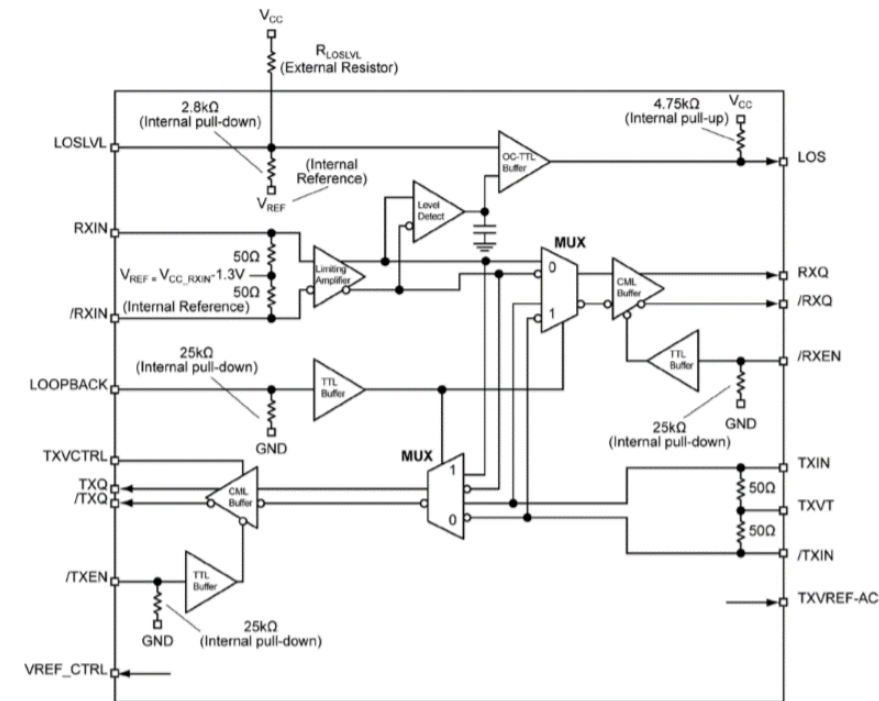 VCC
RLOSLVL
(External Resistor)
2.8kΩ
(Internal pull-down)
4.75kΩ
(Internal pull-up)
VCC
LOSLVL
(Internal
Reference)
VREF
OC-TTL
Buffer
LOS
Level
Detect
RXIN
50Ω
VREF = VCC_RXIN-1.3V
50Ω
(Internal Reference)
/RXIN
Limiting
Amplifier
MUX
0
1
CML
Buffer
RXQ
/RXQ
TTL
Buffer
/RXEN
25kΩ
(Internal pull-down)
LOOPBACK
TTL
Buffer
GND
25kΩ
(Internal pull-down)
GND
MUX
1
0
TXVCTRL
TXQ
/TXQ
CML
Buffer
TXIN
50Ω
TXVT
50Ω
/TXIN
/TXEN
TTL
Buffer
GND
25kΩ
(Internal pull-down)
TXVREF-AC
VREF_CTRL